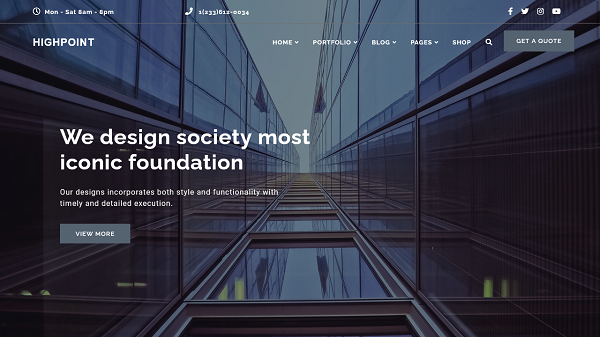 Mon - Sat 8am - 8pm
1(233)612-0034
HIGHPOINT
HOME
PORTFOLIO
BLOG
PAGES
SHOP
GET A QUOTE
We design society most
iconic foundation
Our designs incorporates both style and functionality with
timely and detailed execution.
VIEW MORE